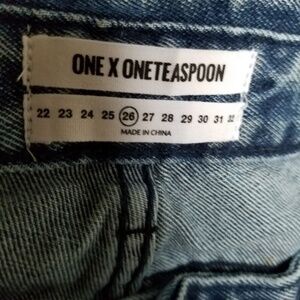 ONE X ONETEASPOON
22 23 24 25 26 27 28 29 30 31 32
MADE IN CHINA